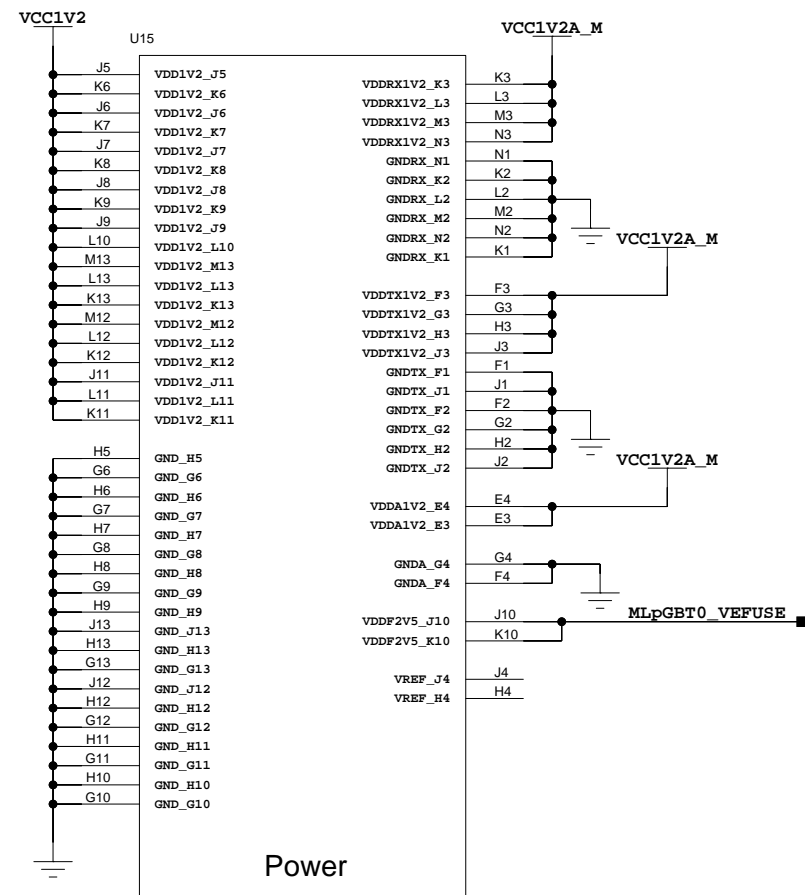 VCC1V2
U15
VCC1V2A_M
J5 VDD1V2_J5
K6 VDD1V2_K6
J6 VDD1V2_J6
K7 VDD1V2_K7
J7 VDD1V2_J7
K8 VDD1V2_K8
J8 VDD1V2_J8
K9 VDD1V2_K9
J9 VDD1V2_J9
L10 VDD1V2_L10
M13 VDD1V2_M13
L13 VDD1V2_L13
K13 VDD1V2_K13
M12 VDD1V2_M12
L12 VDD1V2_L12
K12 VDD1V2_K12
J11 VDD1V2_J11
L11 VDD1V2_L11
K11 VDD1V2_K11
H5 GND_H5
G6 GND_G6
H6 GND_H6
G7 GND_G7
H7 GND_H7
G8 GND_G8
H8 GND_H8
G9 GND_G9
H9 GND_H9
J13 GND_J13
H13 GND_H13
G13 GND_G13
J12 GND_J12
H12 GND_H12
G12 GND_G12
H11 GND_H11
G11 GND_G11
H10 GND_H10
G10 GND_G10
VDDRX1V2_K3 K3
VDDRX1V2_L3 L3
VDDRX1V2_M3 M3
VDDRX1V2_N3 N3
GNDRX_N1 N1
GNDRX_K2 K2
GNDRX_L2 L2
GNDRX_M2 M2
GNDRX_N2 N2
GNDRX_K1 K1
VCC1V2A_M
VDDTX1V2_F3 F3
VDDTX1V2_G3 G3
VDDTX1V2_H3 H3
VDDTX1V2_J3 J3
GNDTX_F1 F1
GNDTX_J1 J1
GNDTX_F2 F2
GNDTX_G2 G2
GNDTX_H2 H2
GNDTX_J2 J2
VCC1V2A_M
VDDA1V2_E4 E4
VDDA1V2_E3 E3
GNDA_G4 G4
GNDA_F4 F4
VDDF2V5_J10 J10 MLpGBT0_VEFUSE
VDDF2V5_K10 K10
VREF_J4 J4
VREF_H4 H4
Power